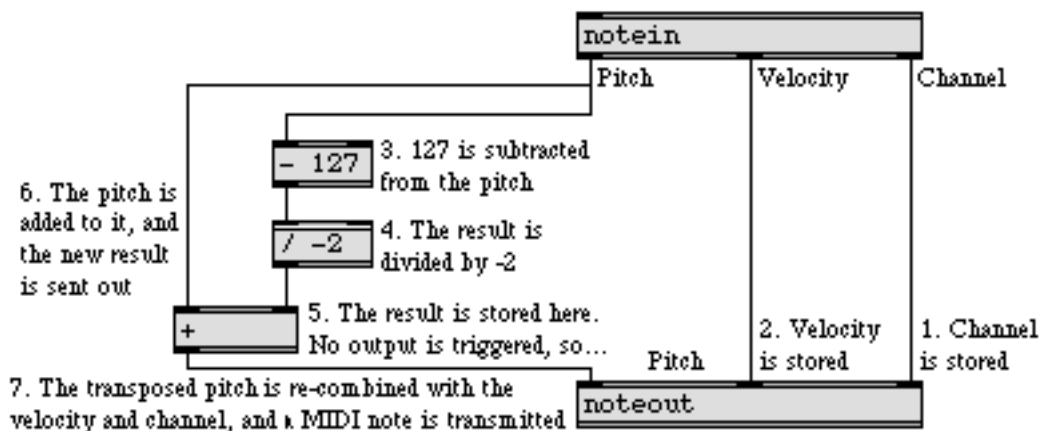 notein
Pitch
Velocity
Channel
- 127
3. 127 is subtracted
from the pitch
6. The pitch is
added to it, and
the new result
is sent out
/ -2
4. The result is
divided by -2
+
5. The result is stored here.
No output is triggered, so...
Pitch
2. Velocity
is stored
1. Channel
is stored
7. The transposed pitch is re-combined with the
velocity and channel, and a MIDI note is transmitted
noteout